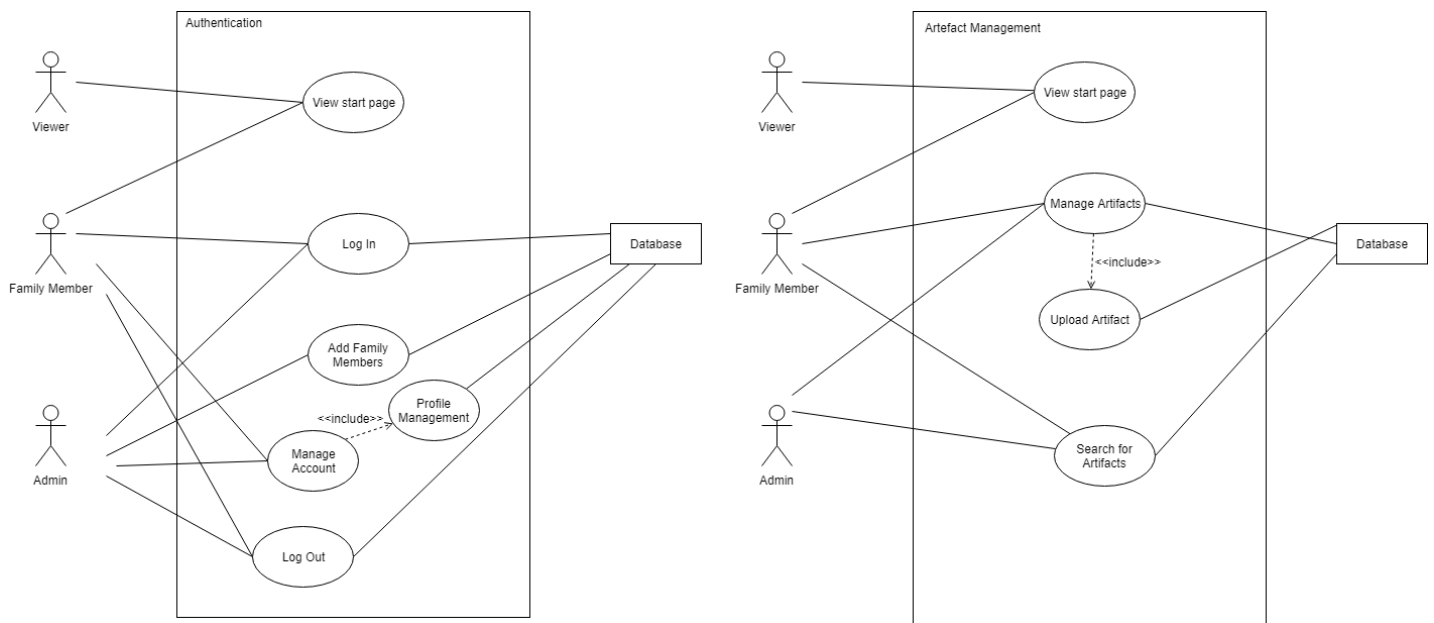 Authentication
View start page
Viewer
Log In
Database
Family Member
Add Family
Members
Profile
Management
<<include>>
Manage
Account
Admin
Log Out
Artefact Management
View start page
Viewer
Manage Artifacts
Database
<<include>>
Family Member
Upload Artifact
Search for
Artifacts
Admin